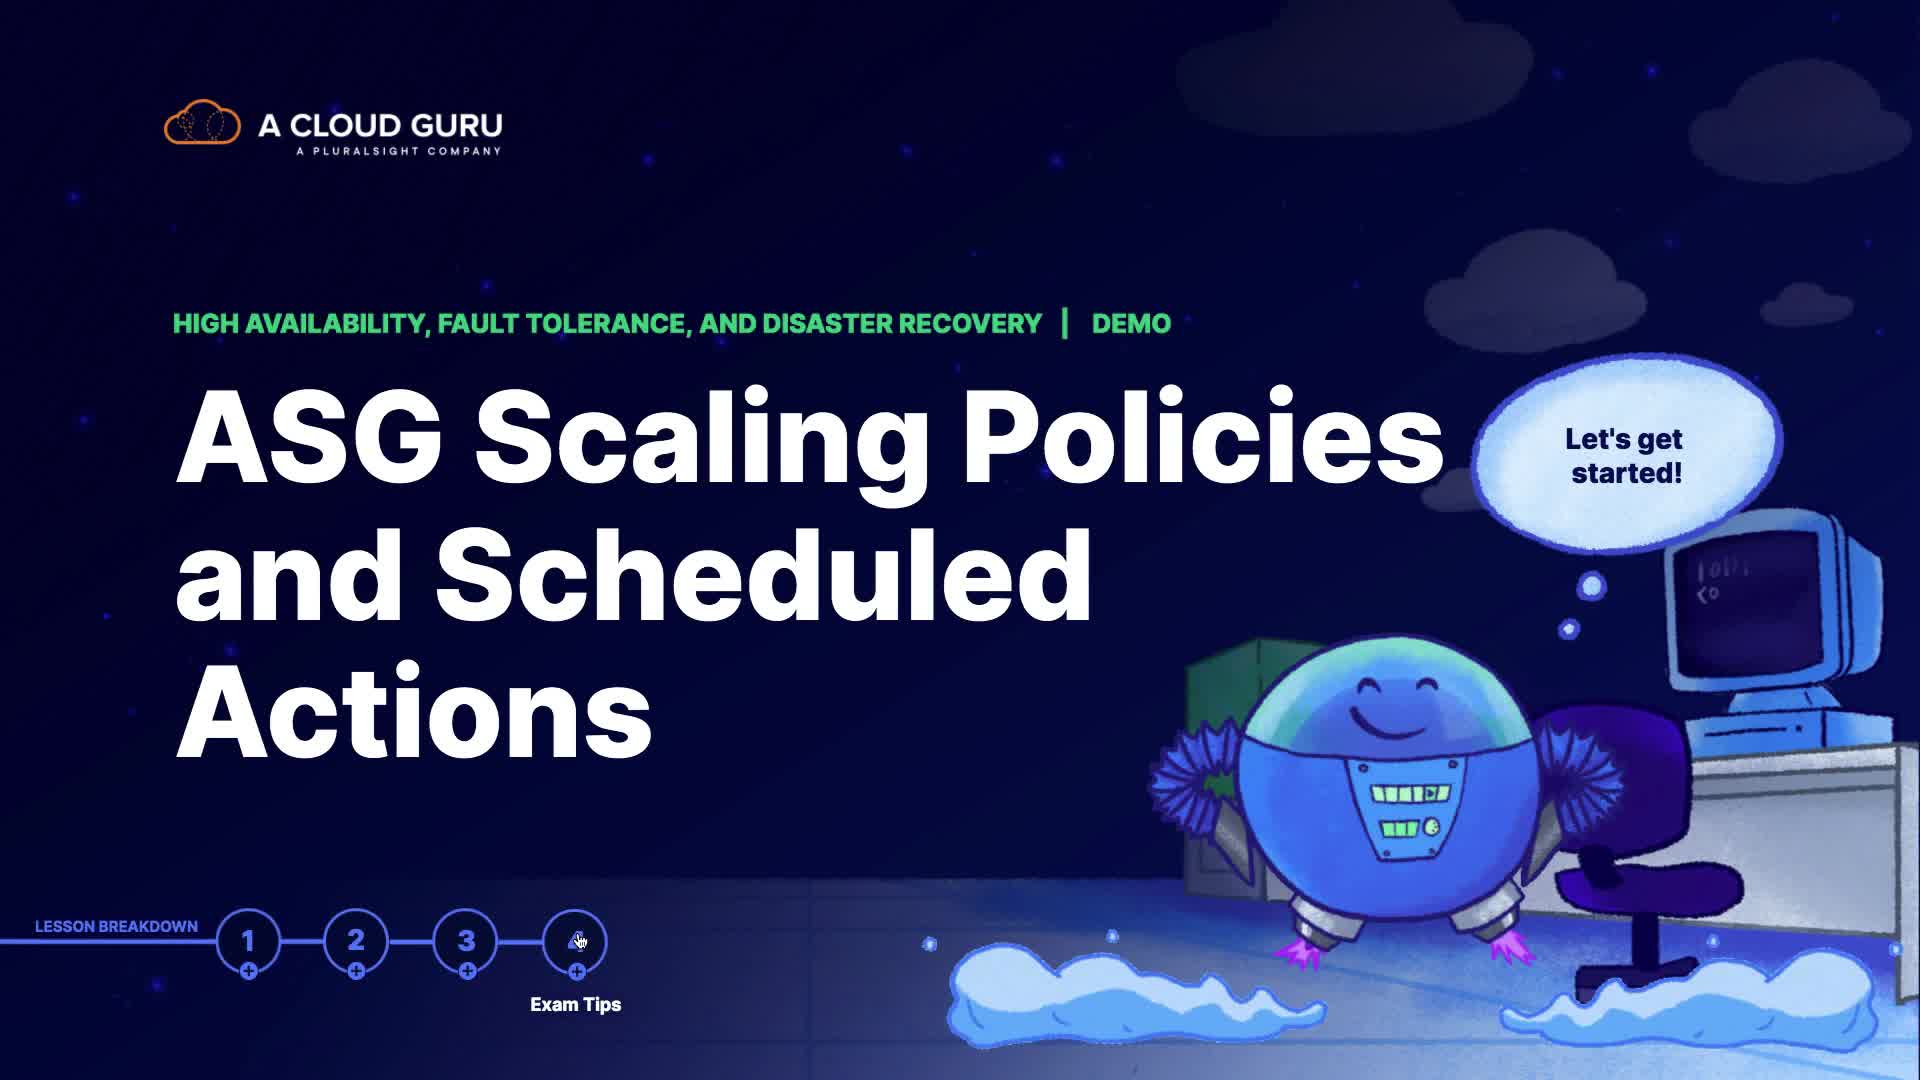 A CLOUD GURU
A PLURALSIGHT COMPANY
HIGH AVAILABILITY, FAULT TOLERANCE, AND DISASTER RECOVERY | DEMO
ASG Scaling Policies
and Scheduled
Actions
Let's get
started!
LESSON BREAKDOWN
1
2
3
4
Exam Tips